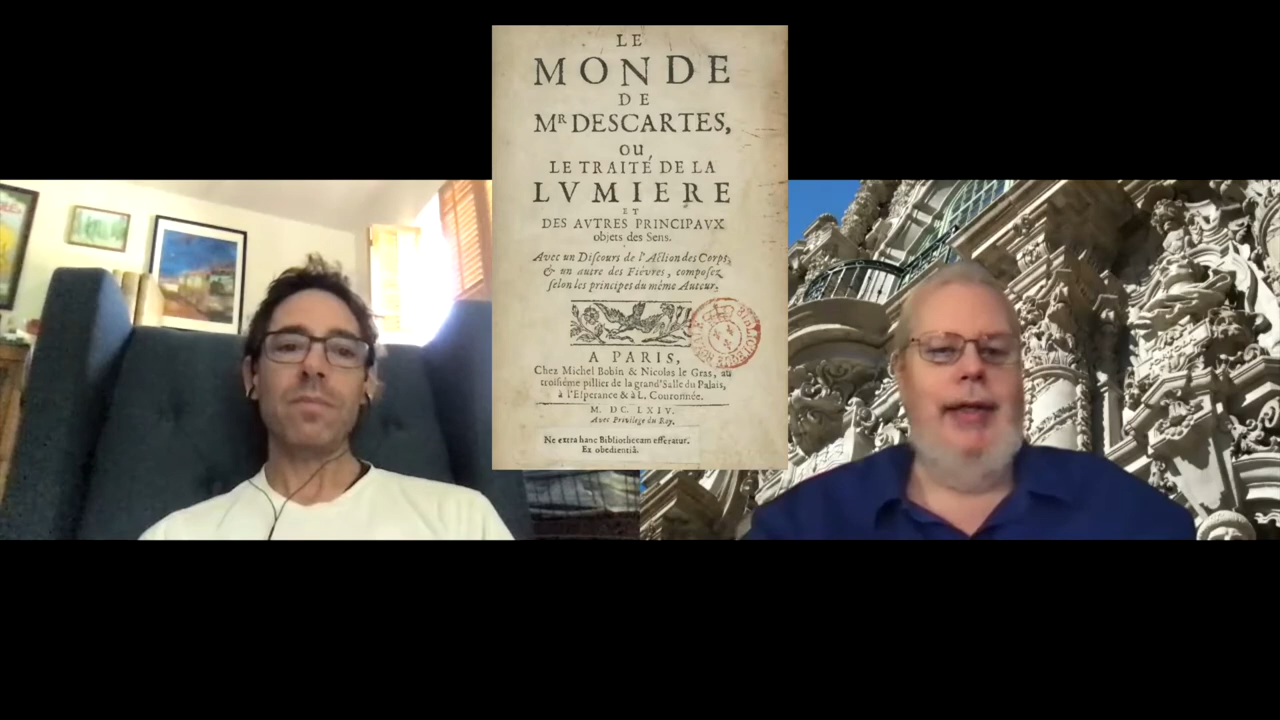 LE
MONDE
DE
MR DESCARTES,
OU
LE TRAITÉ DE LA
LVMIERE
ET
DES AVTRES PRINCIPAVX
objets des Sens.
Avec un Discours de l'Action des Corps,
& un autre des Fiévres, composez
selon les principes du même Auteur.
A PARIS,
Chez Michel Bobin & Nicolas le Gras, au
troisiéme pillier de la grand'Salle du Palais,
à l'Esperance & à L. Couronnée.
M. DC. LXIV.
Avec Privilege du Roy.
Ne extra hanc Bibliothecam efferatur.
Ex obedientiâ.